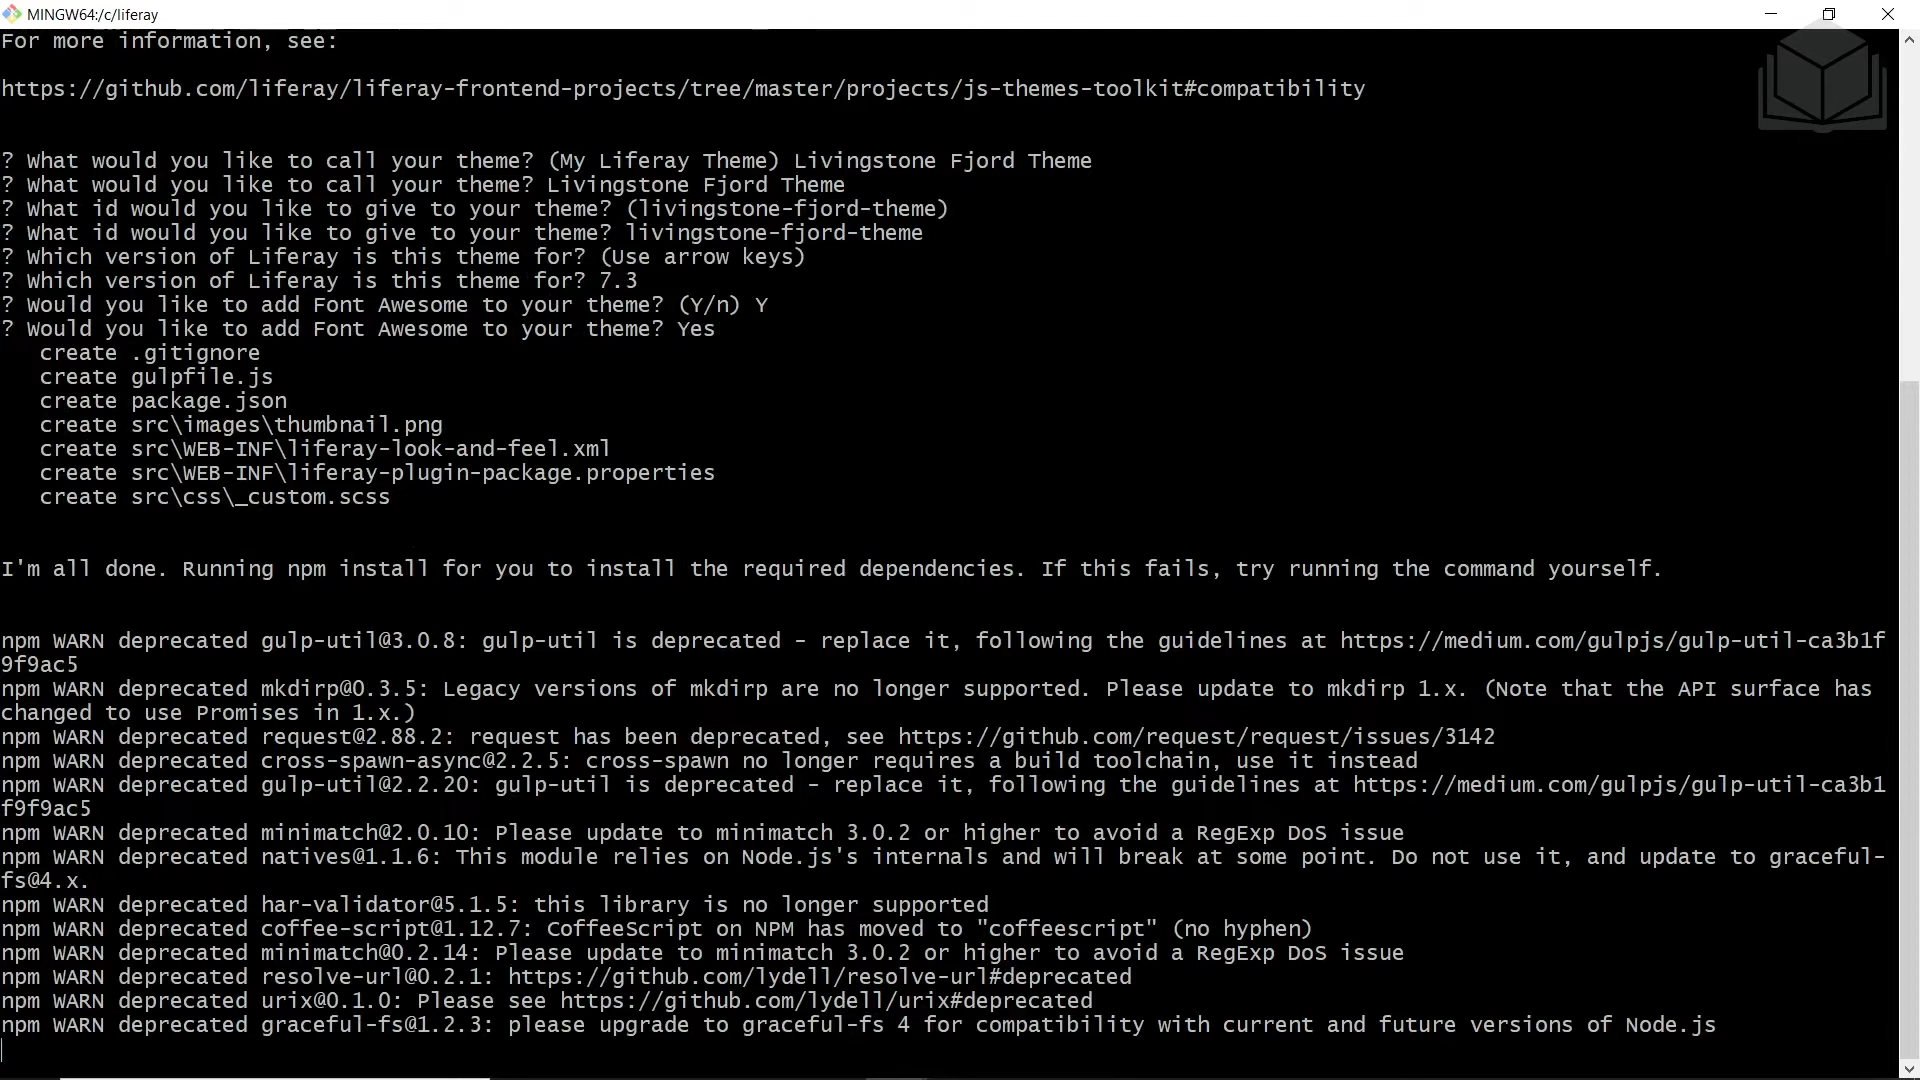 MINGW64:/c/liferay
For more information, see:
https://github.com/liferay/liferay-frontend-projects/tree/master/projects/js-themes-toolkit#compatibility
? What would you like to call your theme? (My Liferay Theme) Livingstone Fjord Theme
? What would you like to call your theme? Livingstone Fjord Theme
? What id would you like to give to your theme? (livingstone-fjord-theme)
? What id would you like to give to your theme? livingstone-fjord-theme
? Which version of Liferay is this theme for? (Use arrow keys)
? Which version of Liferay is this theme for? 7.3
? Would you like to add Font Awesome to your theme? (Y/n) Y
? Would you like to add Font Awesome to your theme? Yes
create .gitignore
create gulpfile.js
create package.json
create src\images\thumbnail.png
create src\WEB-INF\liferay-look-and-feel.xml
create src\WEB-INF\liferay-plugin-package.properties
create src\css\_custom.scss
I'm all done. Running npm install for you to install the required dependencies. If this fails, try running the command yourself.
npm WARN deprecated gulp-util@3.0.8: gulp-util is deprecated - replace it, following the guidelines at https://medium.com/gulpjs/gulp-util-ca3b1f
9f9ac5
npm WARN deprecated mkdirp@0.3.5: Legacy versions of mkdirp are no longer supported. Please update to mkdirp 1.x. (Note that the API surface has
changed to use Promises in 1.x.)
npm WARN deprecated request@2.88.2: request has been deprecated, see https://github.com/request/request/issues/3142
npm WARN deprecated cross-spawn-async@2.2.5: cross-spawn no longer requires a build toolchain, use it instead
npm WARN deprecated gulp-util@2.2.20: gulp-util is deprecated - replace it, following the guidelines at https://medium.com/gulpjs/gulp-util-ca3b1
f9f9ac5
npm WARN deprecated minimatch@2.0.10: Please update to minimatch 3.0.2 or higher to avoid a RegExp DoS issue
npm WARN deprecated natives@1.1.6: This module relies on Node.js's internals and will break at some point. Do not use it, and update to graceful-
fs@4.x.
npm WARN deprecated har-validator@5.1.5: this library is no longer supported
npm WARN deprecated coffee-script@1.12.7: CoffeeScript on NPM has moved to "coffeescript" (no hyphen)
npm WARN deprecated minimatch@0.2.14: Please update to minimatch 3.0.2 or higher to avoid a RegExp DoS issue
npm WARN deprecated resolve-url@0.2.1: https://github.com/lydell/resolve-url#deprecated
npm WARN deprecated urix@0.1.0: Please see https://github.com/lydell/urix#deprecated
npm WARN deprecated graceful-fs@1.2.3: please upgrade to graceful-fs 4 for compatibility with current and future versions of Node.js